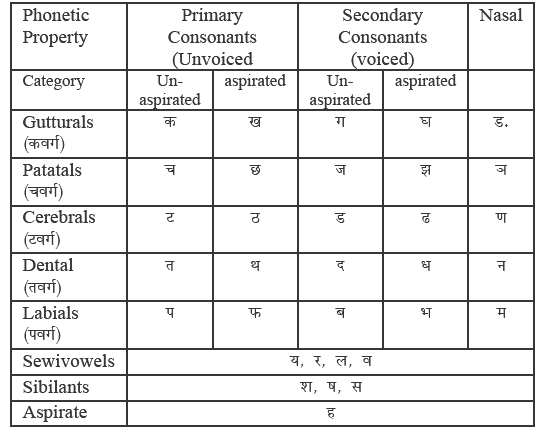 Phonetic Property Primary Consonants (Unvoiced Secondary Consonants (voiced) Nasal
Category Un-aspirated aspirated Un-aspirated aspirated
Gutturals (कवर्ग) क ख ग घ ड.
Patatals (चवर्ग) च छ ज झ ञ
Cerebrals (टवर्ग) ट ठ ड ढ ण
Dental (तवर्ग) त थ द ध न
Labials (पवर्ग) प फ ब भ म
Sewivowels य, र, ल, व
Sibilants श, ष, स
Aspirate ह